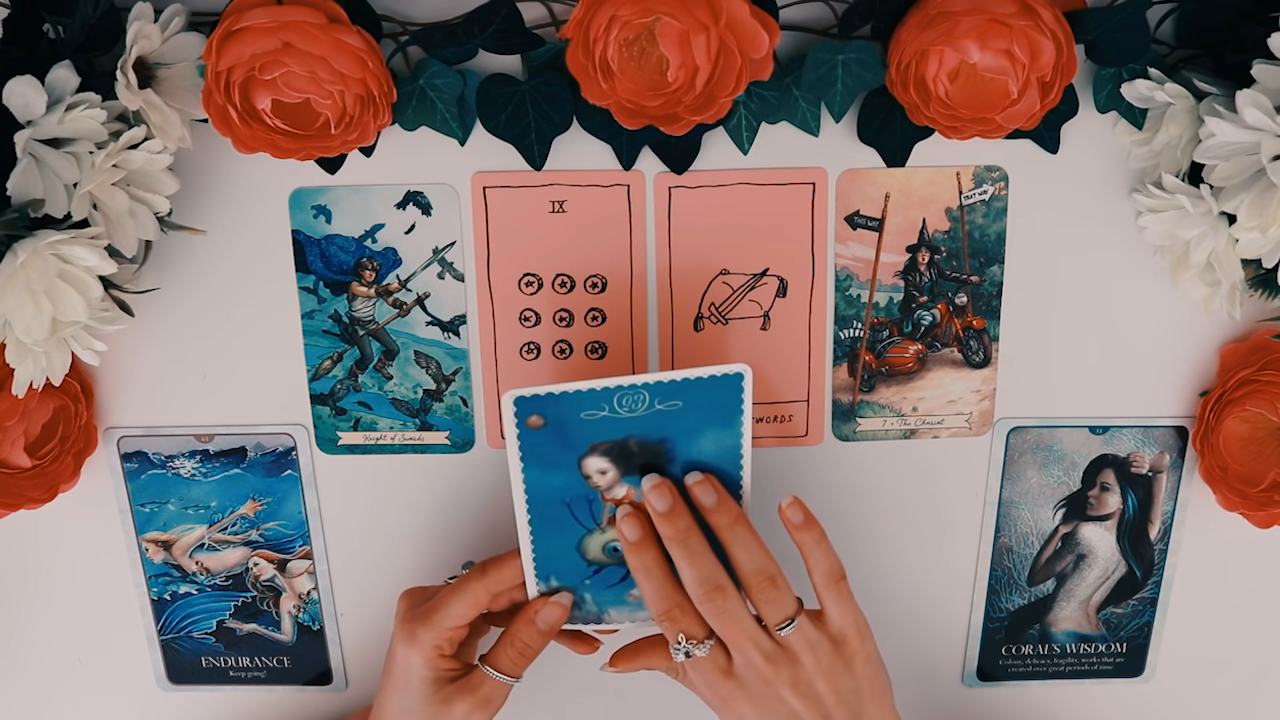 THIS WAY
THAT WAY
IX
Knight of Swords
SWORDS
7 • The Chariot
93
ENDURANCE
Keep going!
CORAL'S WISDOM
Colony, delicacy, fragility, works that are
created over great periods of time